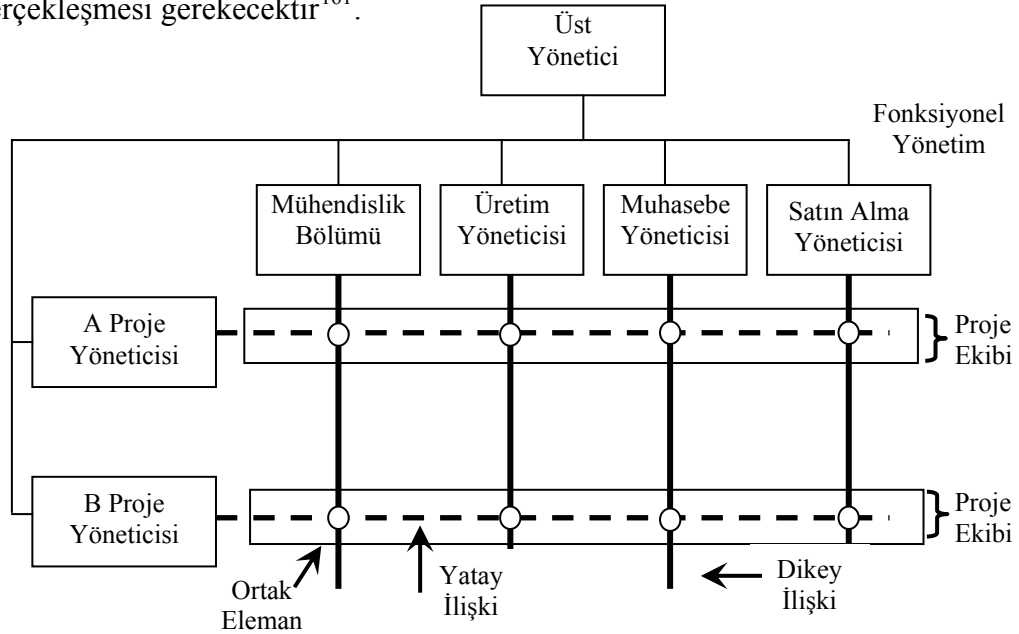 gerçekleşmesi gerekecektir¹⁶¹.
Üst
Yönetici
Fonksiyonel
Yönetim
Mühendislik
Bölümü
Üretim
Yöneticisi
Muhasebe
Yöneticisi
Satın Alma
Yöneticisi
A Proje
Yöneticisi
Proje
Ekibi
B Proje
Yöneticisi
Proje
Ekibi
Ortak
Eleman
Yatay
İlişki
Dikey
İlişki